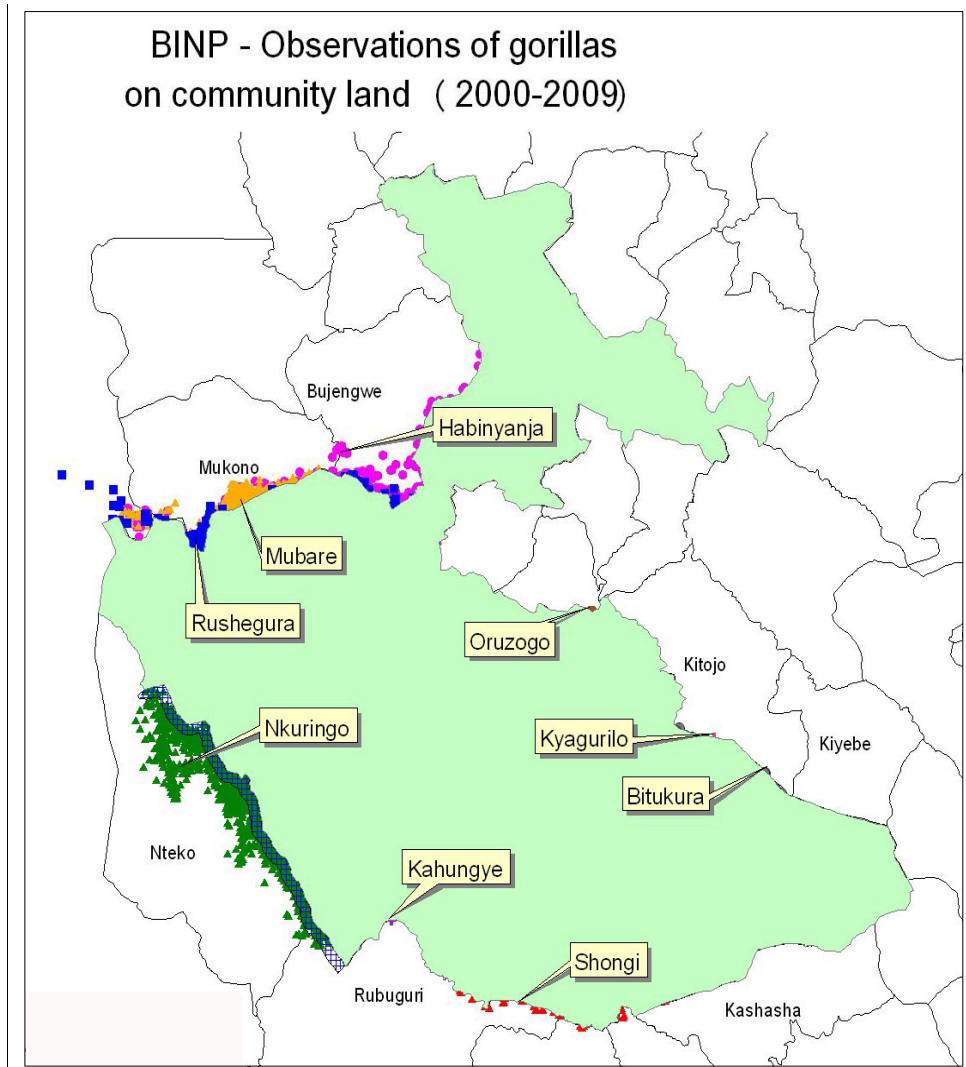 BINP - Observations of gorillas
on community land ( 2000-2009)
Bujengwe
Habinyanja
Mukono
Mubare
Rushegura
Oruzogo
Kitojo
Nkuringo
Kyagurilo
Kiyebe
Bitukura
Nteko
Kahungye
Shongi
Rubuguri
Kashasha